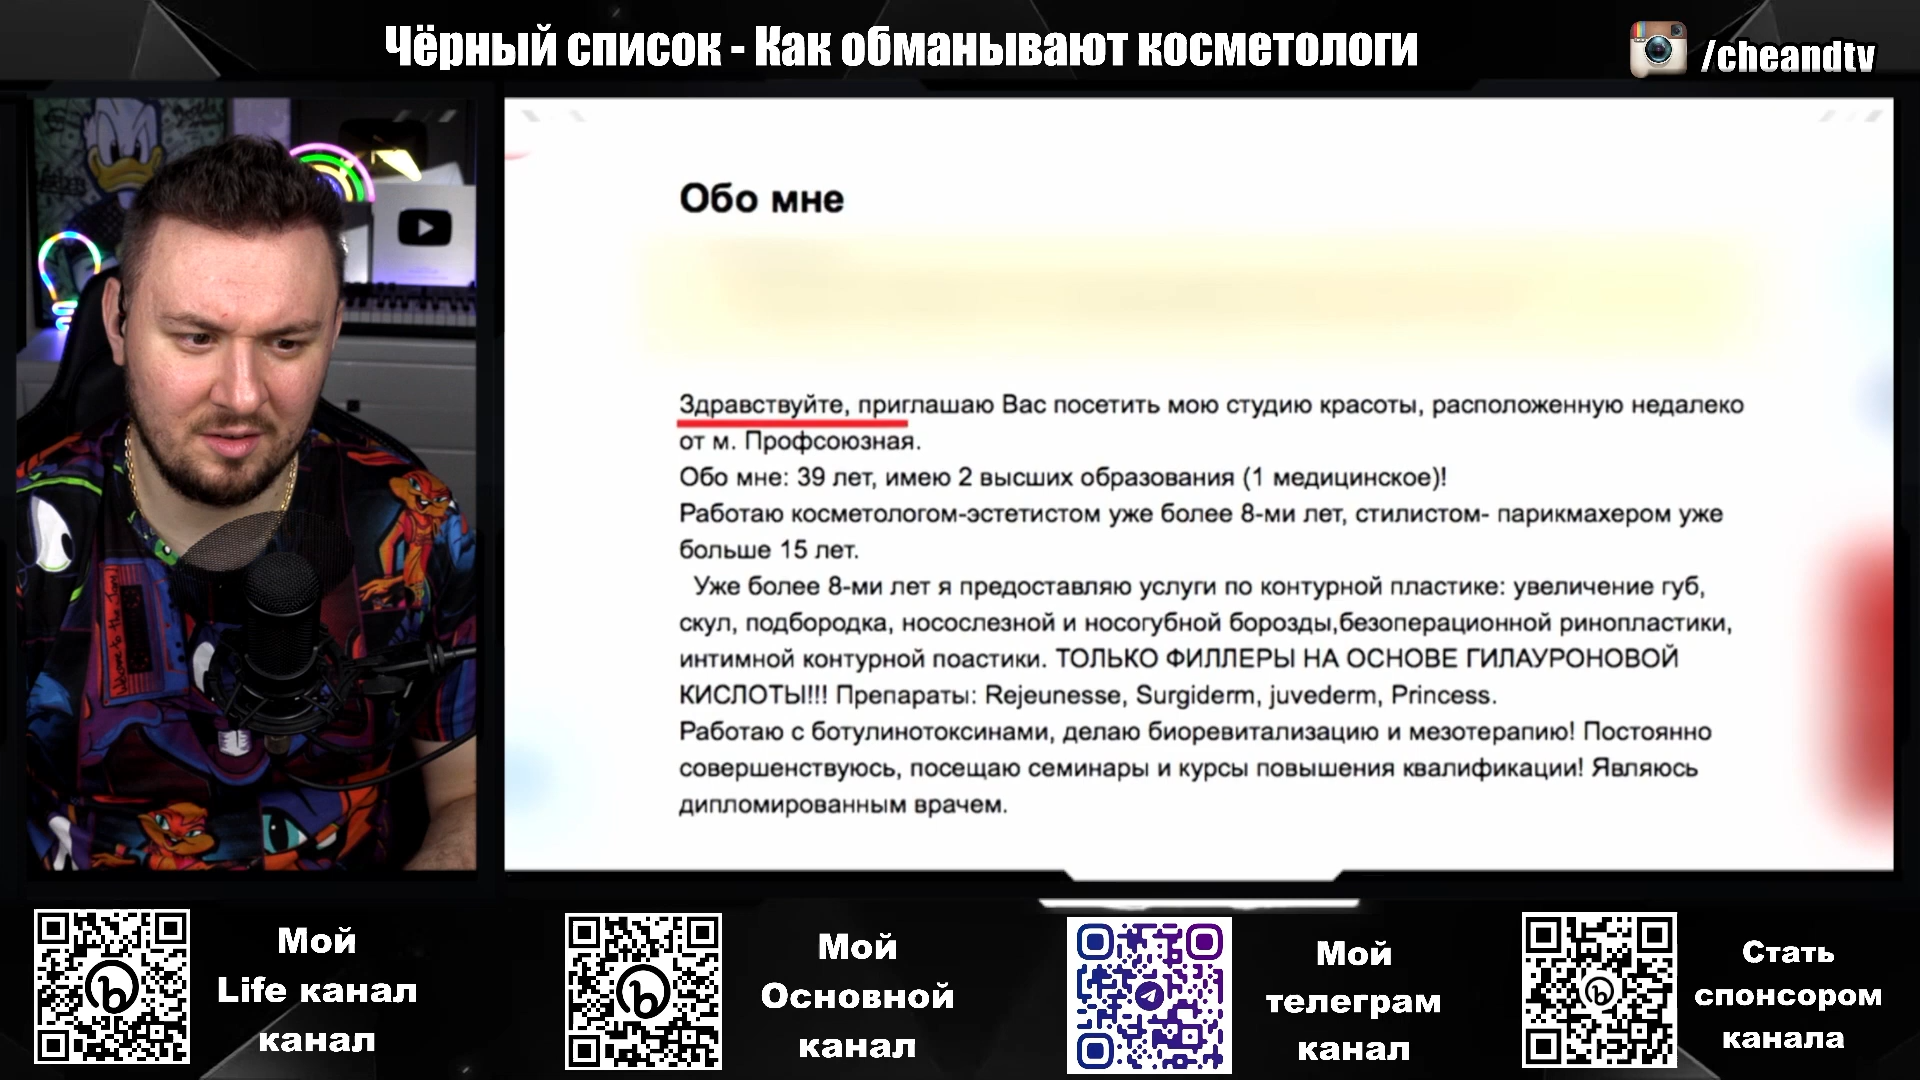 Чёрный список - Как обманывают косметологи
/cheandtv
Обо мне
Здравствуйте, приглашаю Вас посетить мою студию красоты, расположенную недалеко
от м. Профсоюзная.
Обо мне: 39 лет, имею 2 высших образования (1 медицинское)!
Работаю косметологом-эстетистом уже более 8-ми лет, стилистом- парикмахером уже
больше 15 лет.
Уже более 8-ми лет я предоставляю услуги по контурной пластике: увеличение губ,
скул, подбородка, носослезной и носогубной борозды,безоперационной ринопластики,
интимной контурной поастики. ТОЛЬКО ФИЛЛЕРЫ НА ОСНОВЕ ГИЛАУРОНОВОЙ
КИСЛОТЫ!!! Препараты: Rejeunesse, Surgiderm, juvederm, Princess.
Работаю с ботулинотоксинами, делаю биоревитализацию и мезотерапию! Постоянно
совершенствуюсь, посещаю семинары и курсы повышения квалификации! Являюсь
дипломированным врачем.
Мой
Life канал
канал
Мой
Основной
канал
Мой
телеграм
канал
Стать
спонсором
канала